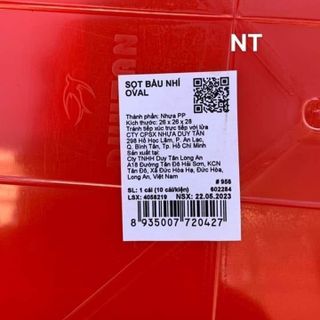 NT
DUY TAN
SỌT BẦU NHÍ
OVAL
Thành phần: Nhựa PP
Kích thước: 26 x 26 x 28
Tránh tiếp xúc trực tiếp với lửa
CTY CPSX NHỰA DUY TÂN
298 Hồ Học Lãm, P. An Lạc,
Q. Bình Tân, Tp. Hồ Chí Minh
Sản xuất tại:
Cty TNHH Duy Tân Long An
A18 Đường Tân Đô Hải Sơn, KCN
Tân Đô, Xã Đức Hòa Hạ, Đức Hòa,
Long An, Việt Nam
# 956
SL: 1 cái (10 cái/kiện) 602284
LSX: 4058219 NSX: 22.05.2023
8 935007 720427